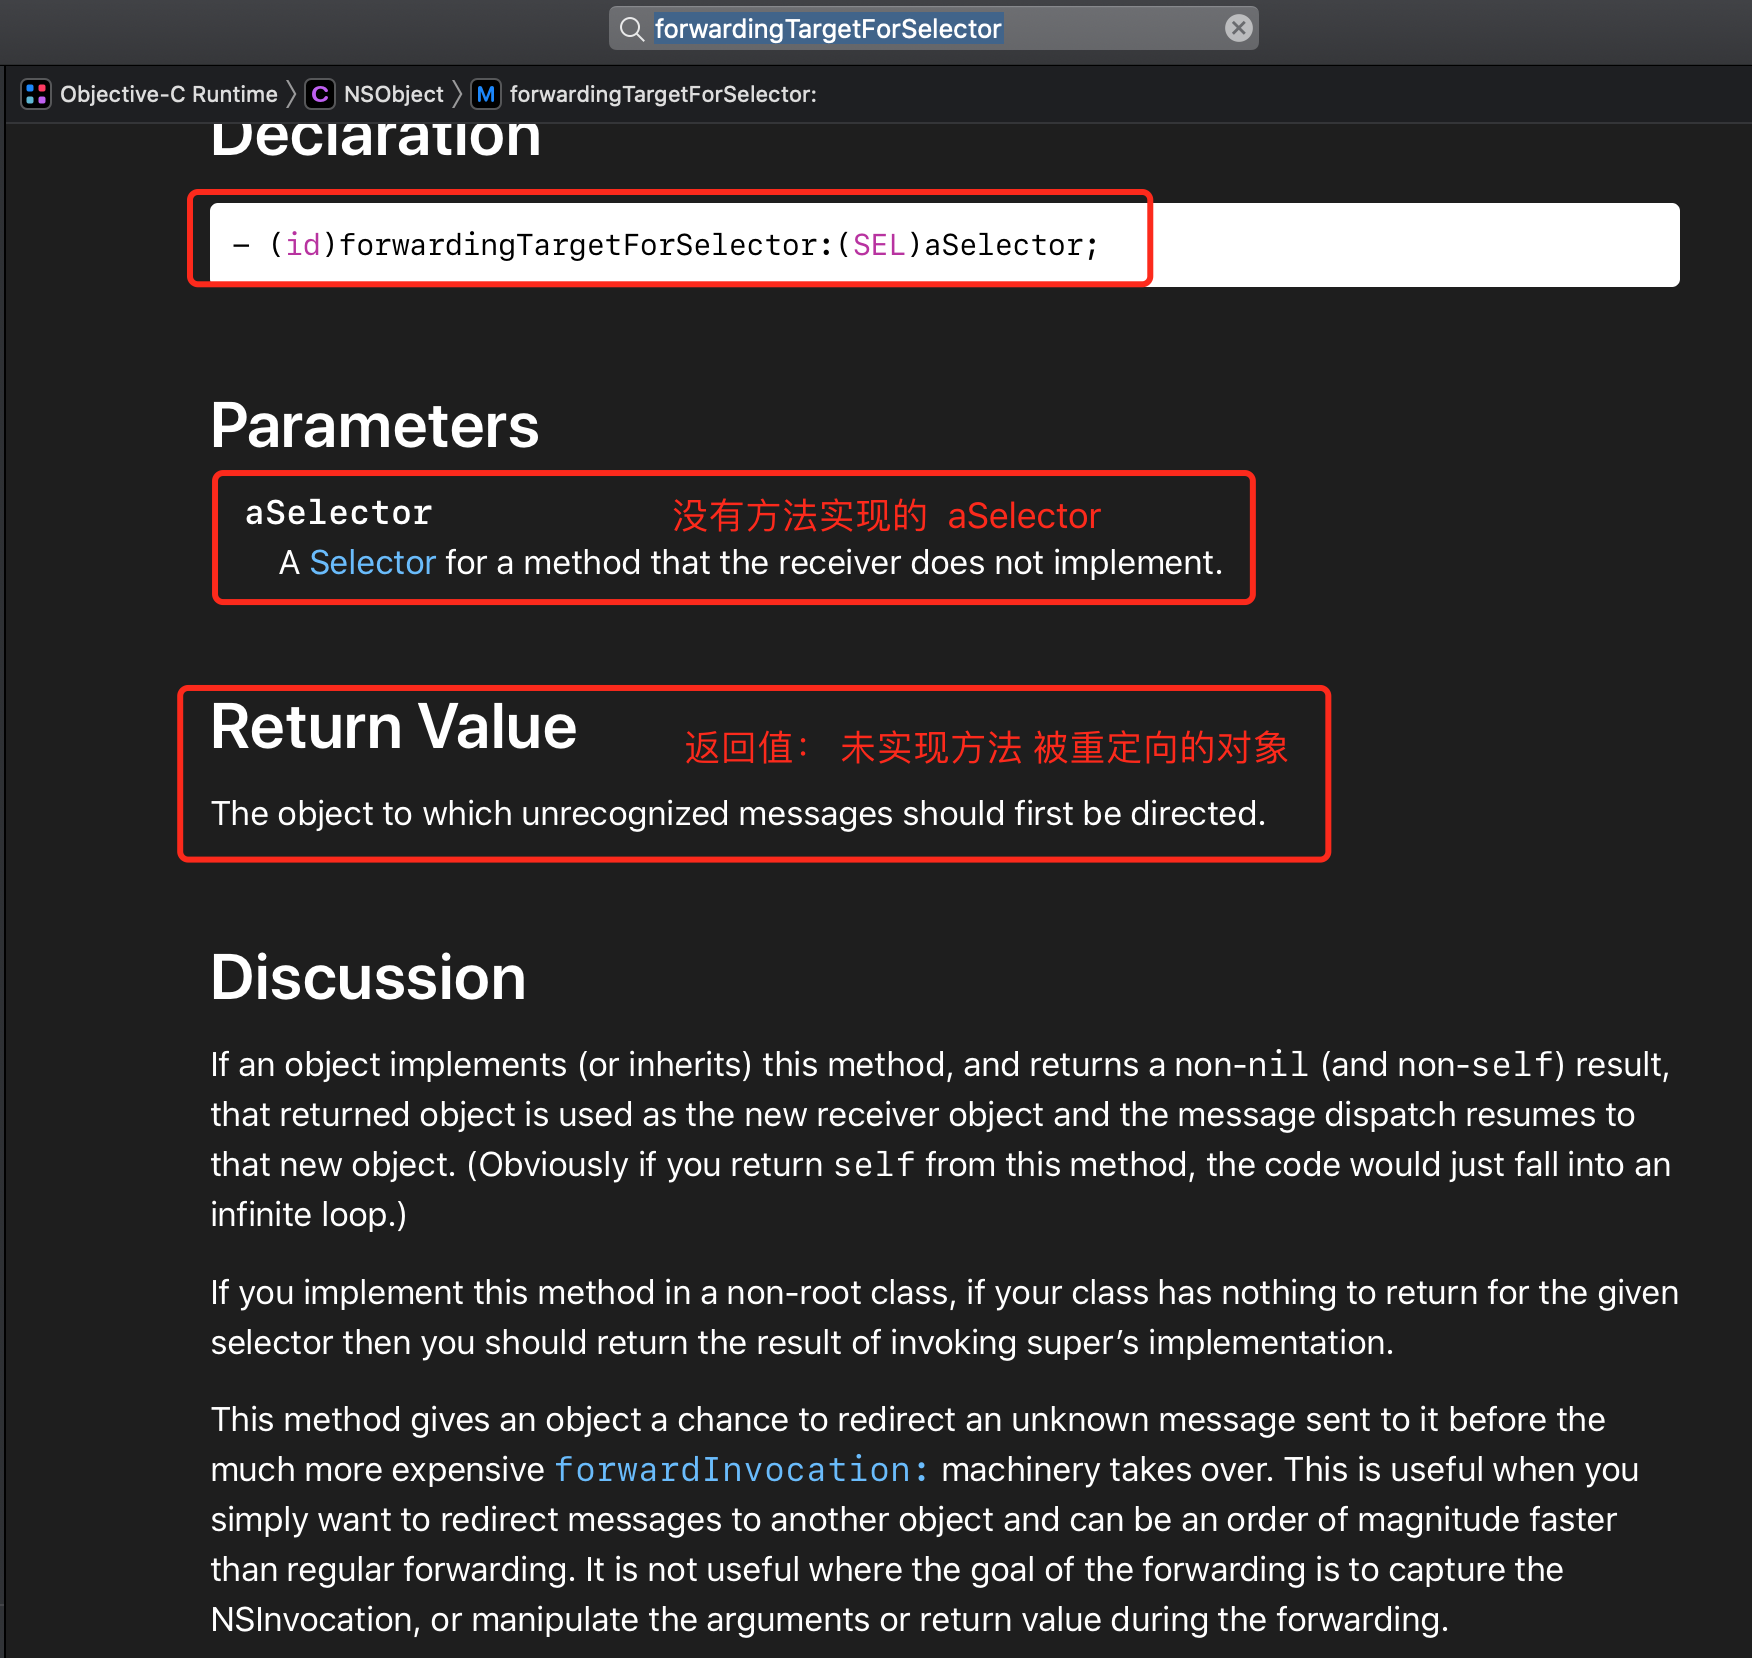 forwardingTargetForSelector
Objective-C Runtime 〉 C NSObject 〉 M forwardingTargetForSelector:
Declaration
- (id)forwardingTargetForSelector:(SEL)aSelector;
Parameters
aSelector 没有方法实现的 aSelector
A Selector for a method that the receiver does not implement.
Return Value 返回值： 未实现方法 被重定向的对象
The object to which unrecognized messages should first be directed.
Discussion
If an object implements (or inherits) this method, and returns a non-nil (and non-self) result,
that returned object is used as the new receiver object and the message dispatch resumes to
that new object. (Obviously if you return self from this method, the code would just fall into an
infinite loop.)
If you implement this method in a non-root class, if your class has nothing to return for the given
selector then you should return the result of invoking super’s implementation.
This method gives an object a chance to redirect an unknown message sent to it before the
much more expensive forwardInvocation: machinery takes over. This is useful when you
simply want to redirect messages to another object and can be an order of magnitude faster
than regular forwarding. It is not useful where the goal of the forwarding is to capture the
NSInvocation, or manipulate the arguments or return value during the forwarding.